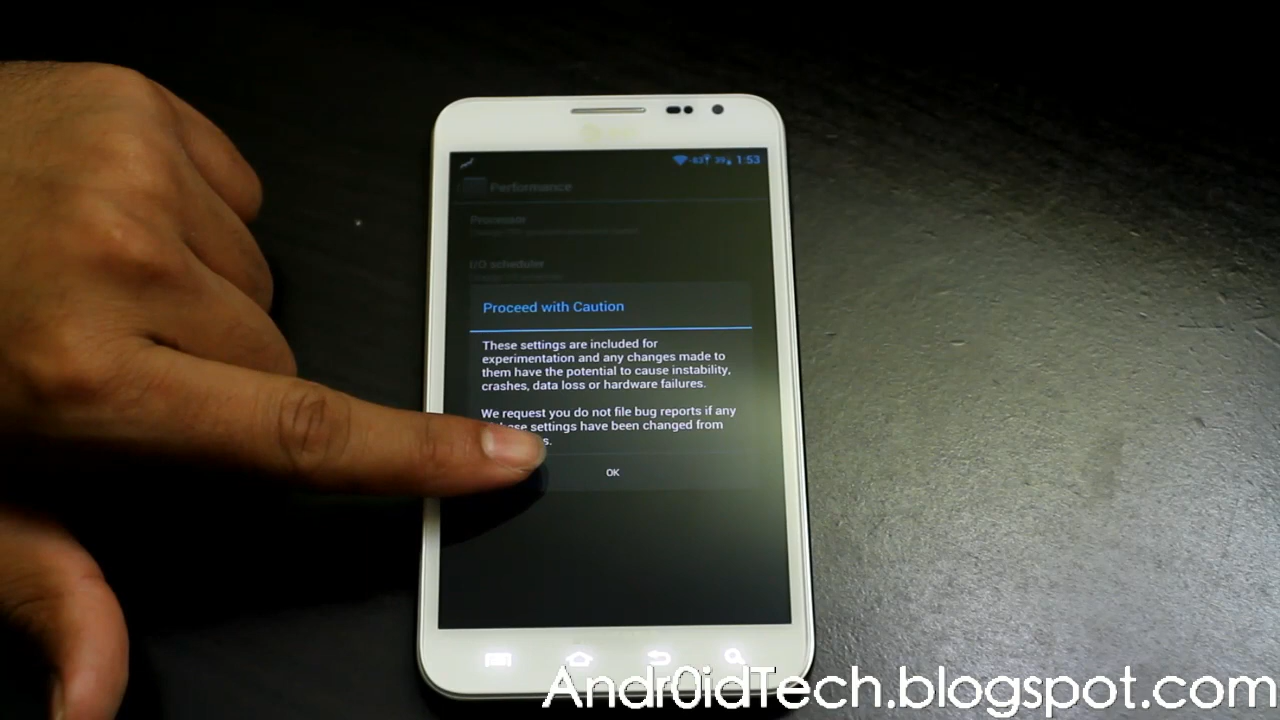 1:53
Performance
Processor
I/O scheduler
Proceed with Caution
These settings are included for
experimentation and any changes made to
them have the potential to cause instability,
crashes, data loss or hardware failures.
We request you do not file bug reports if any
settings have been changed from
OK
Andr0idTech.blogspot.com